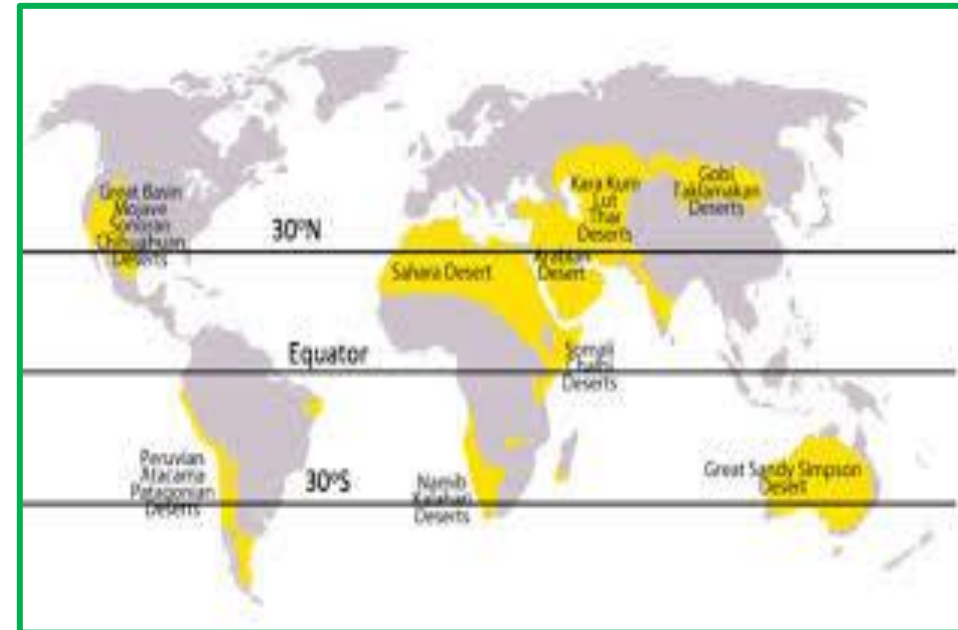 Great Basin
Mojave
Sonoran
Chihuahuan
Deserts
30°N
Kara Kum
Lut
Thar
Deserts
Gobi
Taklamakan
Deserts
Sahara Desert
Arabian
Desert
Equator
Somali
Deserts
Peruvian
Atacama
Patagonian
Deserts
30°S
Namib
Kalahari
Deserts
Great Sandy Simpson
Desert